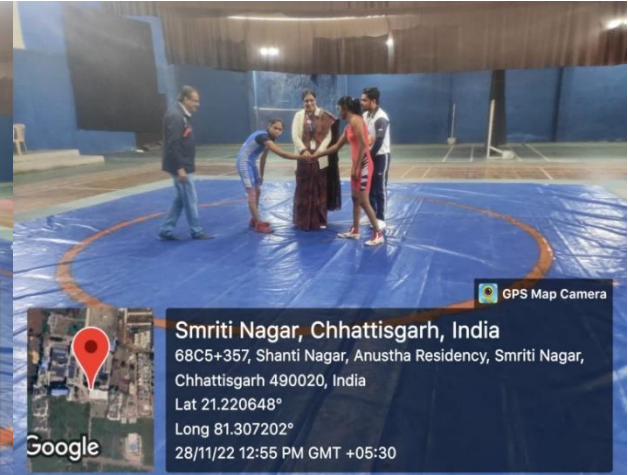 GPS Map Camera
Smriti Nagar, Chhattisgarh, India
68C5+357, Shanti Nagar, Anustha Residency, Smriti Nagar,
Chhattisgarh 490020, India
Lat 21.220648°
Long 81.307202°
28/11/22 12:55 PM GMT +05:30
Google